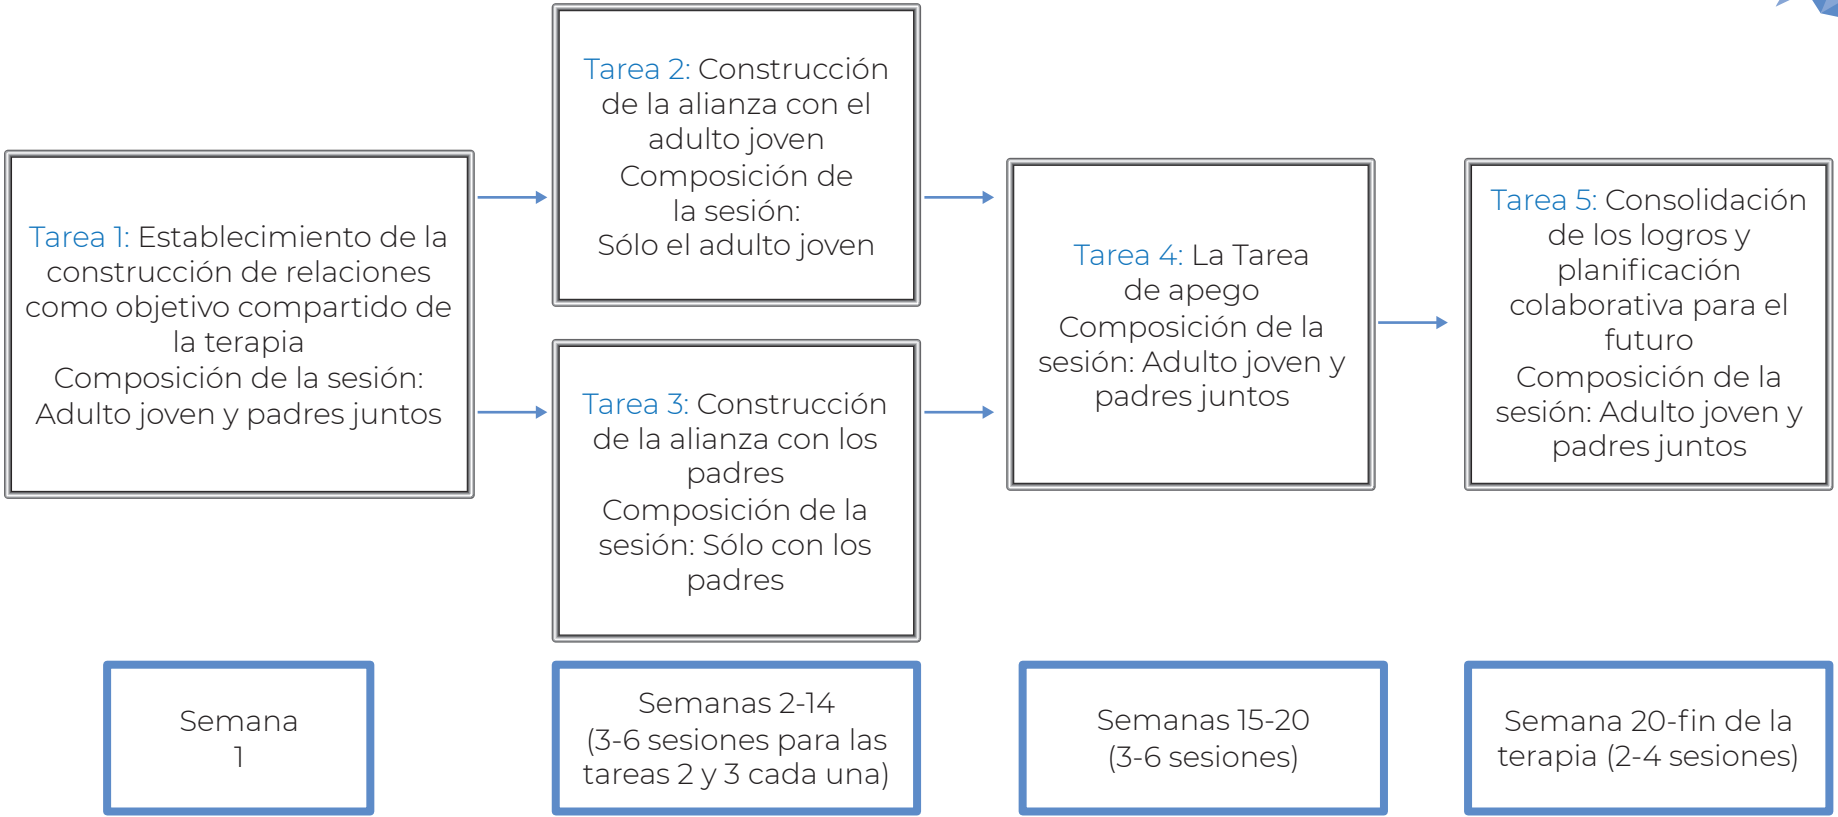 Tarea 1: Establecimiento de la
construcción de relaciones
como objetivo compartido de
la terapia
Composición de la sesión:
Adulto joven y padres juntos
Tarea 2: Construcción
de la alianza con el
adulto joven
Composición de
la sesión:
Sólo el adulto joven
Tarea 3: Construcción
de la alianza con los
padres
Composición de la
sesión: Sólo con los
padres
Tarea 4: La Tarea
de apego
Composición de la
sesión: Adulto joven y
padres juntos
Tarea 5: Consolidación
de los logros y
planificación
colaborativa para el
futuro
Composición de la
sesión: Adulto joven y
padres juntos
Semana
1
Semanas 2-14
(3-6 sesiones para las
tareas 2 y 3 cada una)
Semanas 15-20
(3-6 sesiones)
Semana 20-fin de la
terapia (2-4 sesiones)